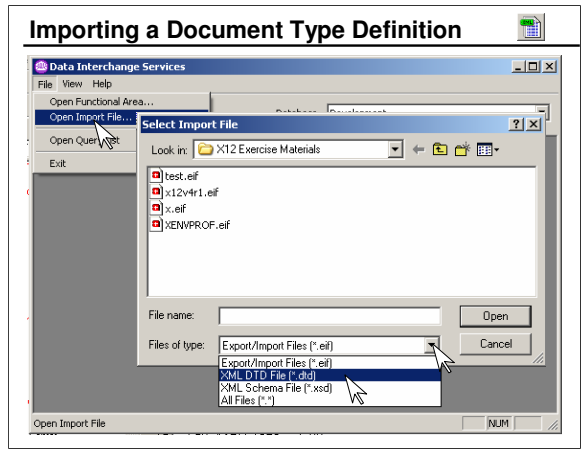 Importing a Document Type Definition
Data Interchange Services
File View Help
Open Functional Area...
Open Import File...
Database Development
Select Import File
Open Query List
Look in: X12 Exercise Materials
Exit
test.eif
x12v4r1.eif
x.eif
XENVPROF.eif
File name:
Open
Files of type: Export/Import Files (*.eif)
Cancel
Export/Import Files (*.eif)
XML DTD File (*.dtd)
XML Schema File (*.xsd)
All Files (*.*)
Open Import File
NUM